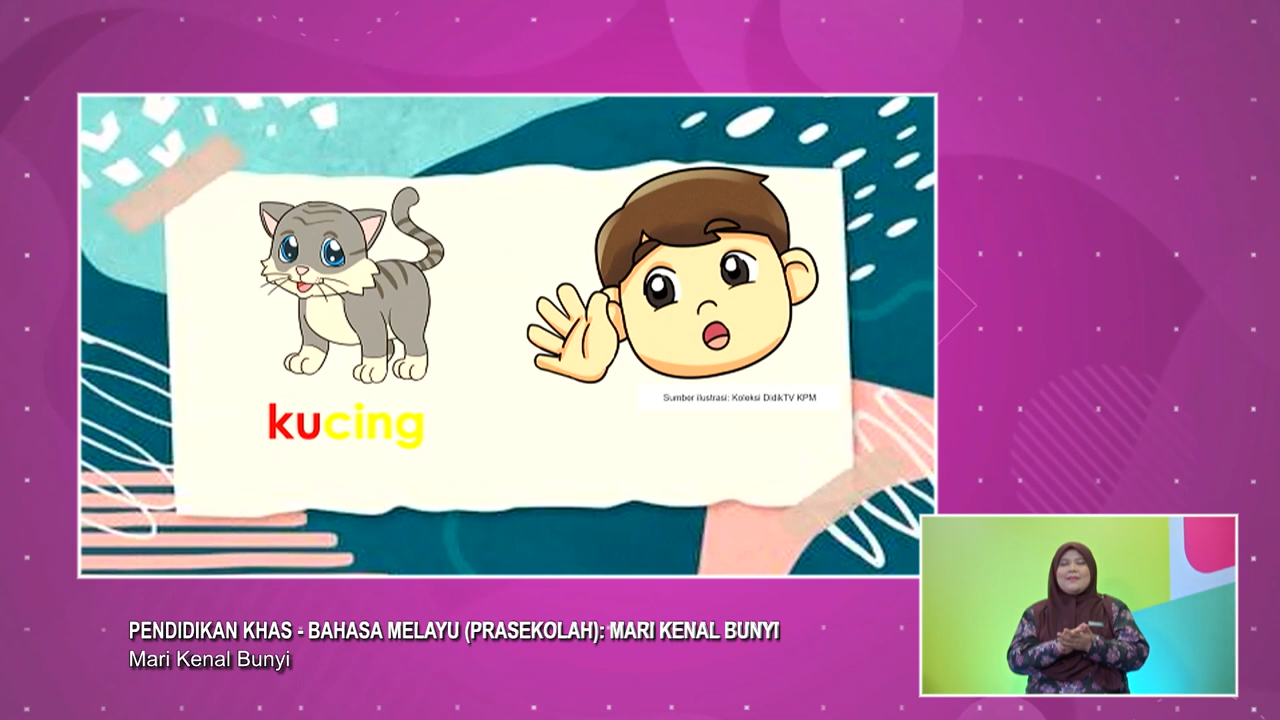 kucing
Sumber ilustrasi: Koleksi DidikTV KPM
PENDIDIKAN KHAS - BAHASA MELAYU (PRASEKOLAH): MARI KENAL BUNYI
Mari Kenal Bunyi